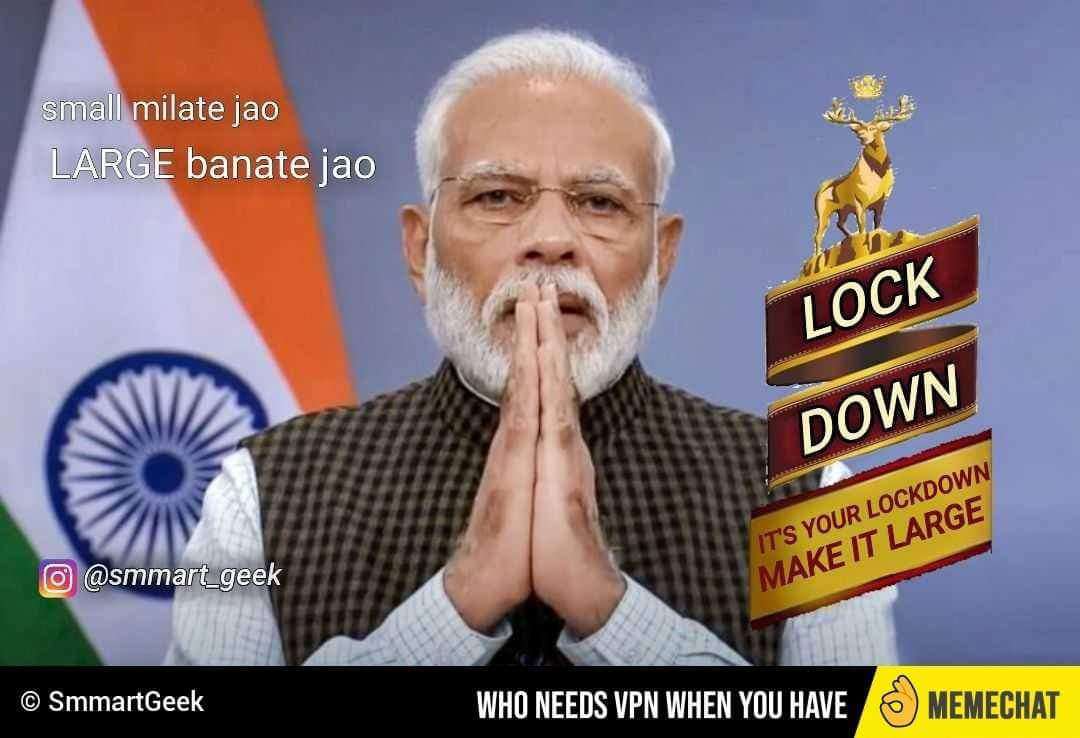 small milate jao
LARGE banate jao
LOCK
DOWN
IT'S YOUR LOCKDOWN
MAKE IT LARGE
@smmart_geek
© SmmartGeek
WHO NEEDS VPN WHEN YOU HAVE
MEMECHAT